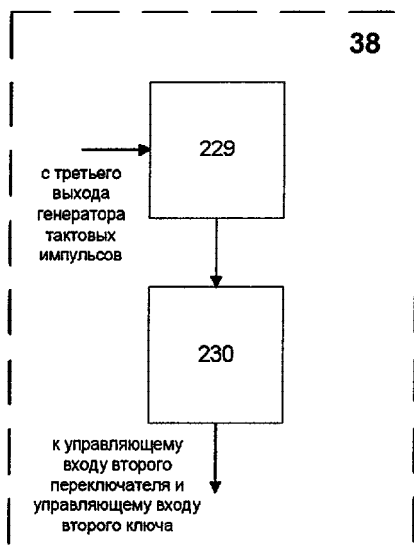 38
229
с третьего
выхода
генератора
тактовых
импульсов
230
к управляющему
входу второго
переключателя и
управляющему входу
второго ключа